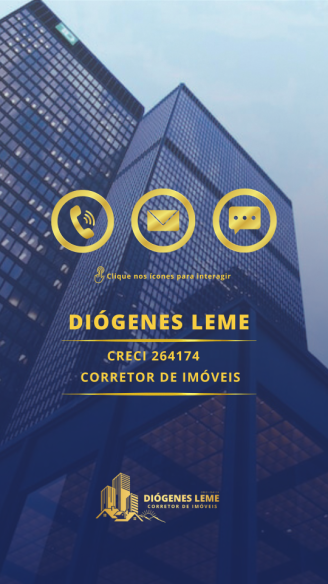 Clique nos ícones para interagir
DIÓGENES LEME
CRECI 264174
CORRETOR DE IMÓVEIS
DIÓGENES LEME
CORRETOR DE IMÓVEIS